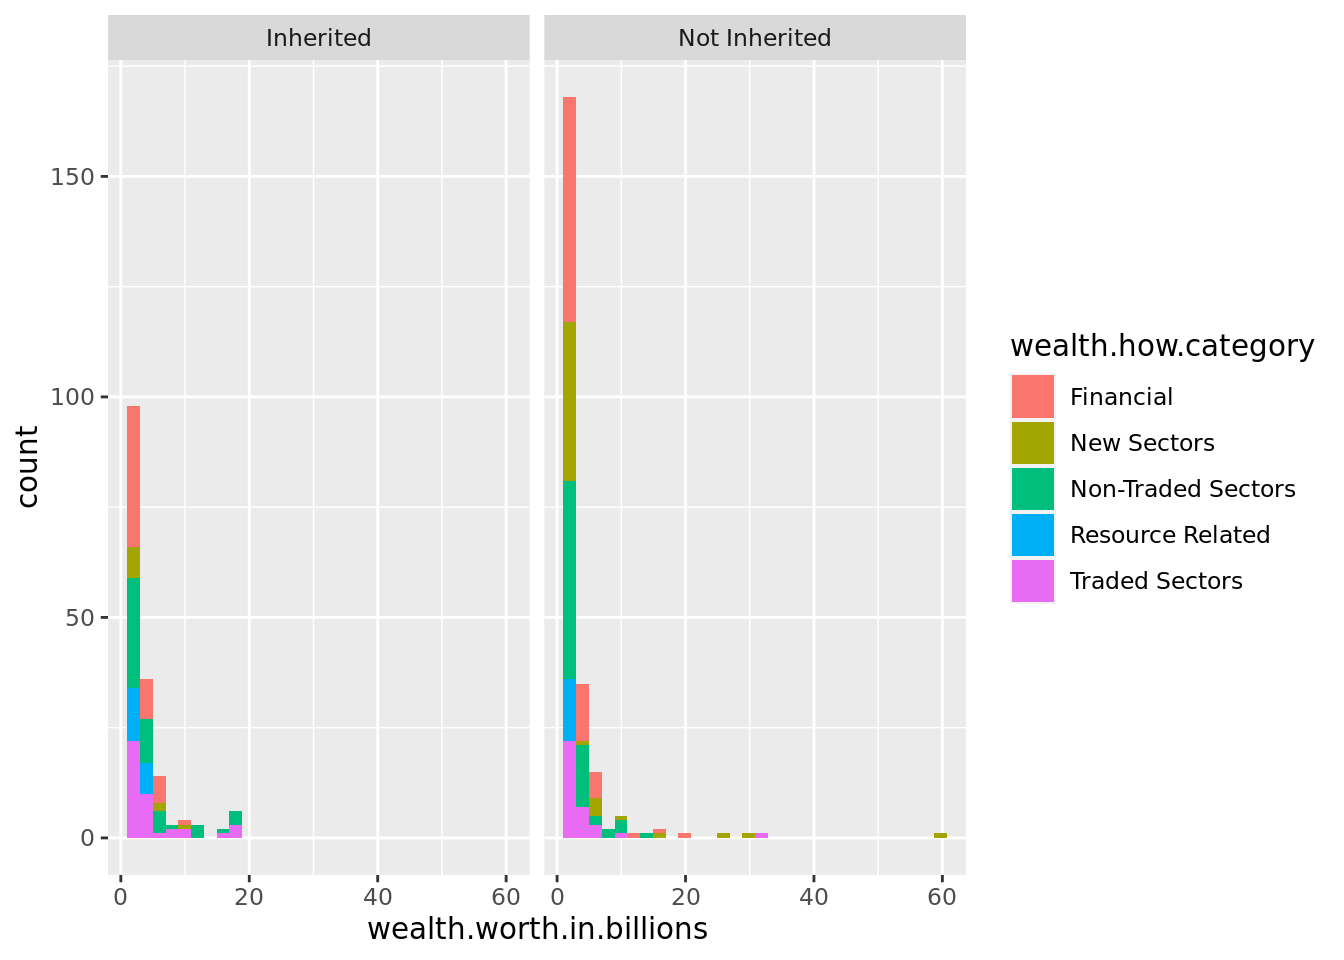 Inherited
Not Inherited
150
100
50
0
count
0 20 40 60
0 20 40 60
wealth.worth.in.billions
wealth.how.category
Financial
New Sectors
Non-Traded Sectors
Resource Related
Traded Sectors